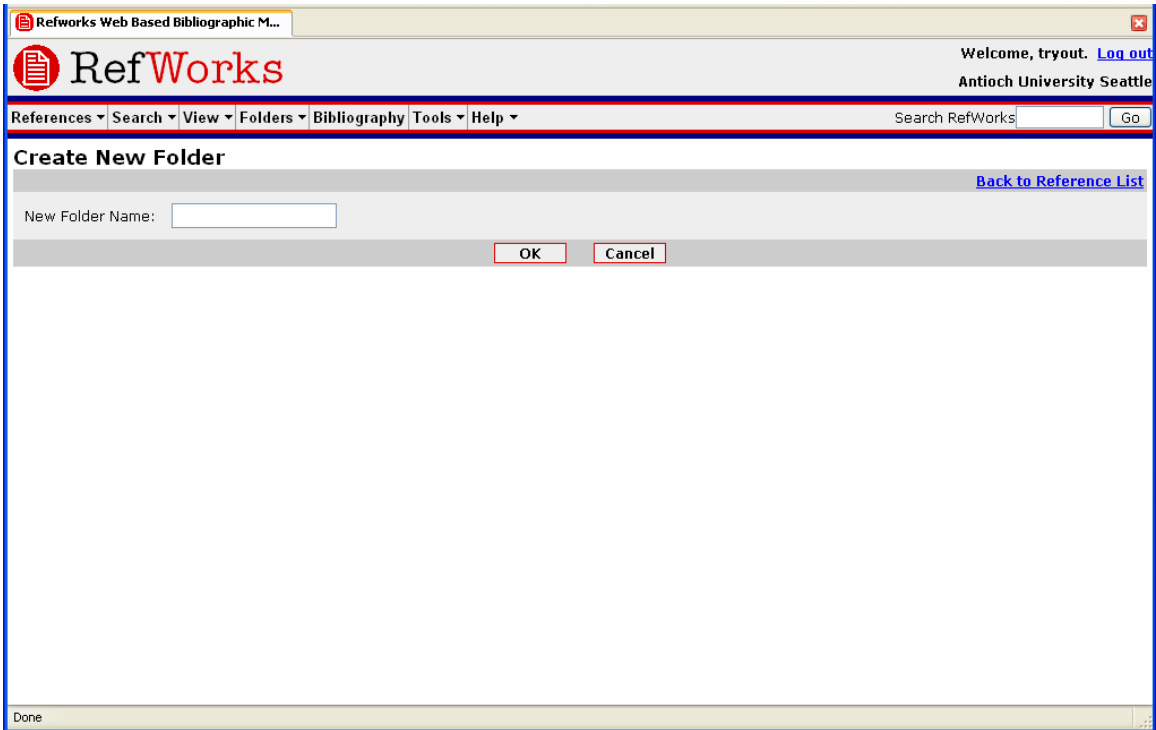 Refworks Web Based Bibliographic M...
RefWorks
Welcome, tryout. Log out
Antioch University Seattle
References Search View Folders Bibliography Tools Help Search RefWorks Go
Create New Folder
Back to Reference List
New Folder Name:
OK Cancel
Done